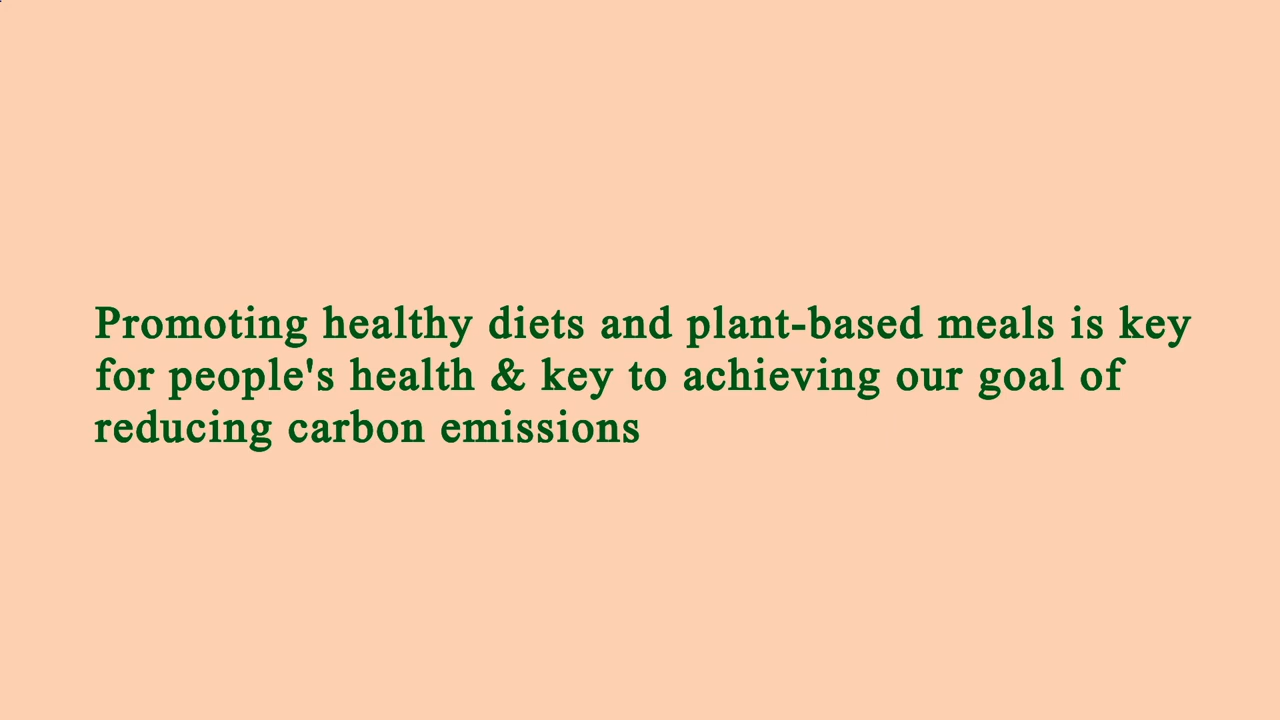 Promoting healthy diets and plant-based meals is key
for people's health & key to achieving our goal of
reducing carbon emissions